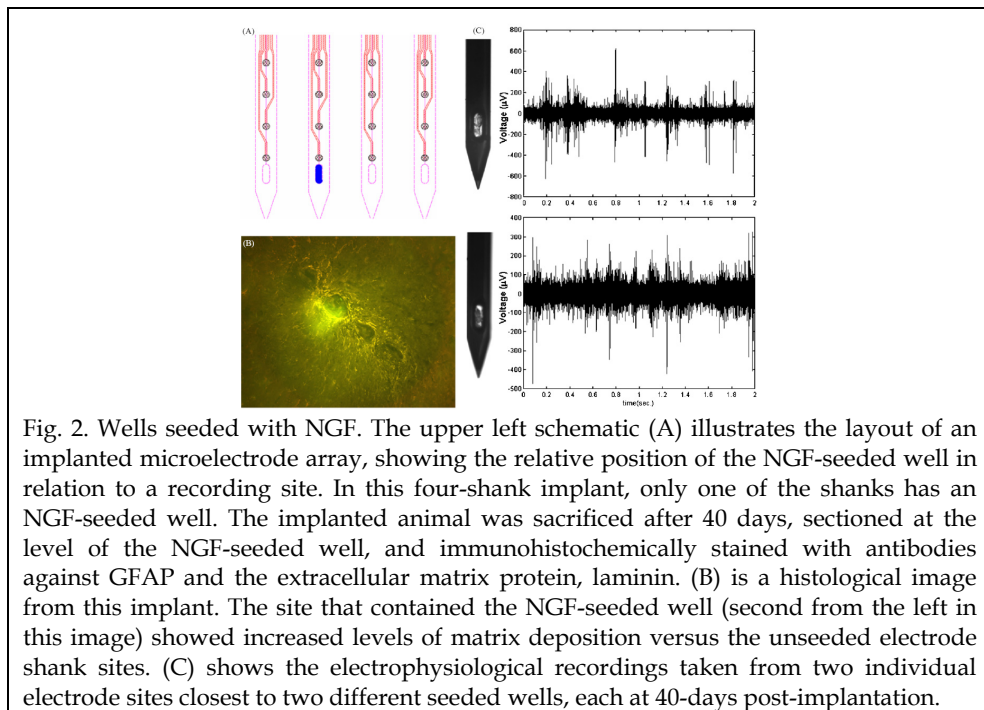 (A)
(C)
800
600
400
200
0
-200
-400
-600
-800
Voltage (µV)
0 0.2 0.4 0.6 0.8 1 1.2 1.4 1.6 1.8 2
(B)
400
300
200
100
0
-100
-200
-300
-400
-500
Voltage (µV)
0 0.2 0.4 0.6 0.8 1 1.2 1.4 1.6 1.8 2
time(sec.)
Fig. 2. Wells seeded with NGF. The upper left schematic (A) illustrates the layout of an
implanted microelectrode array, showing the relative position of the NGF-seeded well in
relation to a recording site. In this four-shank implant, only one of the shanks has an
NGF-seeded well. The implanted animal was sacrificed after 40 days, sectioned at the
level of the NGF-seeded well, and immunohistochemically stained with antibodies
against GFAP and the extracellular matrix protein, laminin. (B) is a histological image
from this implant. The site that contained the NGF-seeded well (second from the left in
this image) showed increased levels of matrix deposition versus the unseeded electrode
shank sites. (C) shows the electrophysiological recordings taken from two individual
electrode sites closest to two different seeded wells, each at 40-days post-implantation.